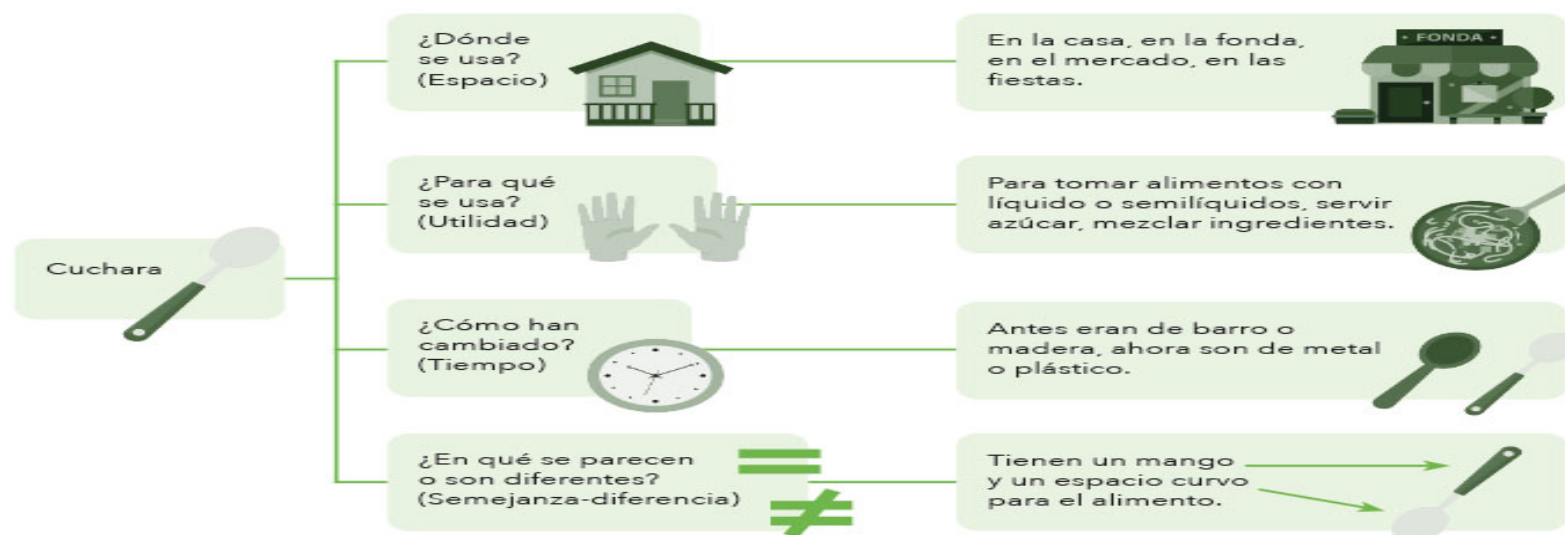 Cuchara
¿Dónde
se usa?
(Espacio)
En la casa, en la fonda,
en el mercado, en las
fiestas.
• FONDA •
¿Para qué
se usa?
(Utilidad)
Para tomar alimentos con
líquido o semilíquidos, servir
azúcar, mezclar ingredientes.
¿Cómo han
cambiado?
(Tiempo)
Antes eran de barro o
madera, ahora son de metal
o plástico.
¿En qué se parecen
o son diferentes?
(Semejanza-diferencia)
Tienen un mango
y un espacio curvo
para el alimento.